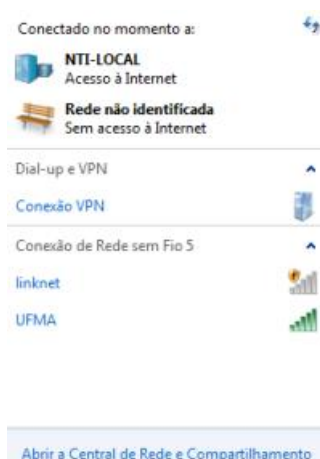 Conectado no momento a:
NTI-LOCAL
Acesso à Internet
Rede não identificada
Sem acesso à Internet
Dial-up e VPN
Conexão VPN
Conexão de Rede sem Fio 5
linknet
UFMA
Abrir a Central de Rede e Compartilhamento